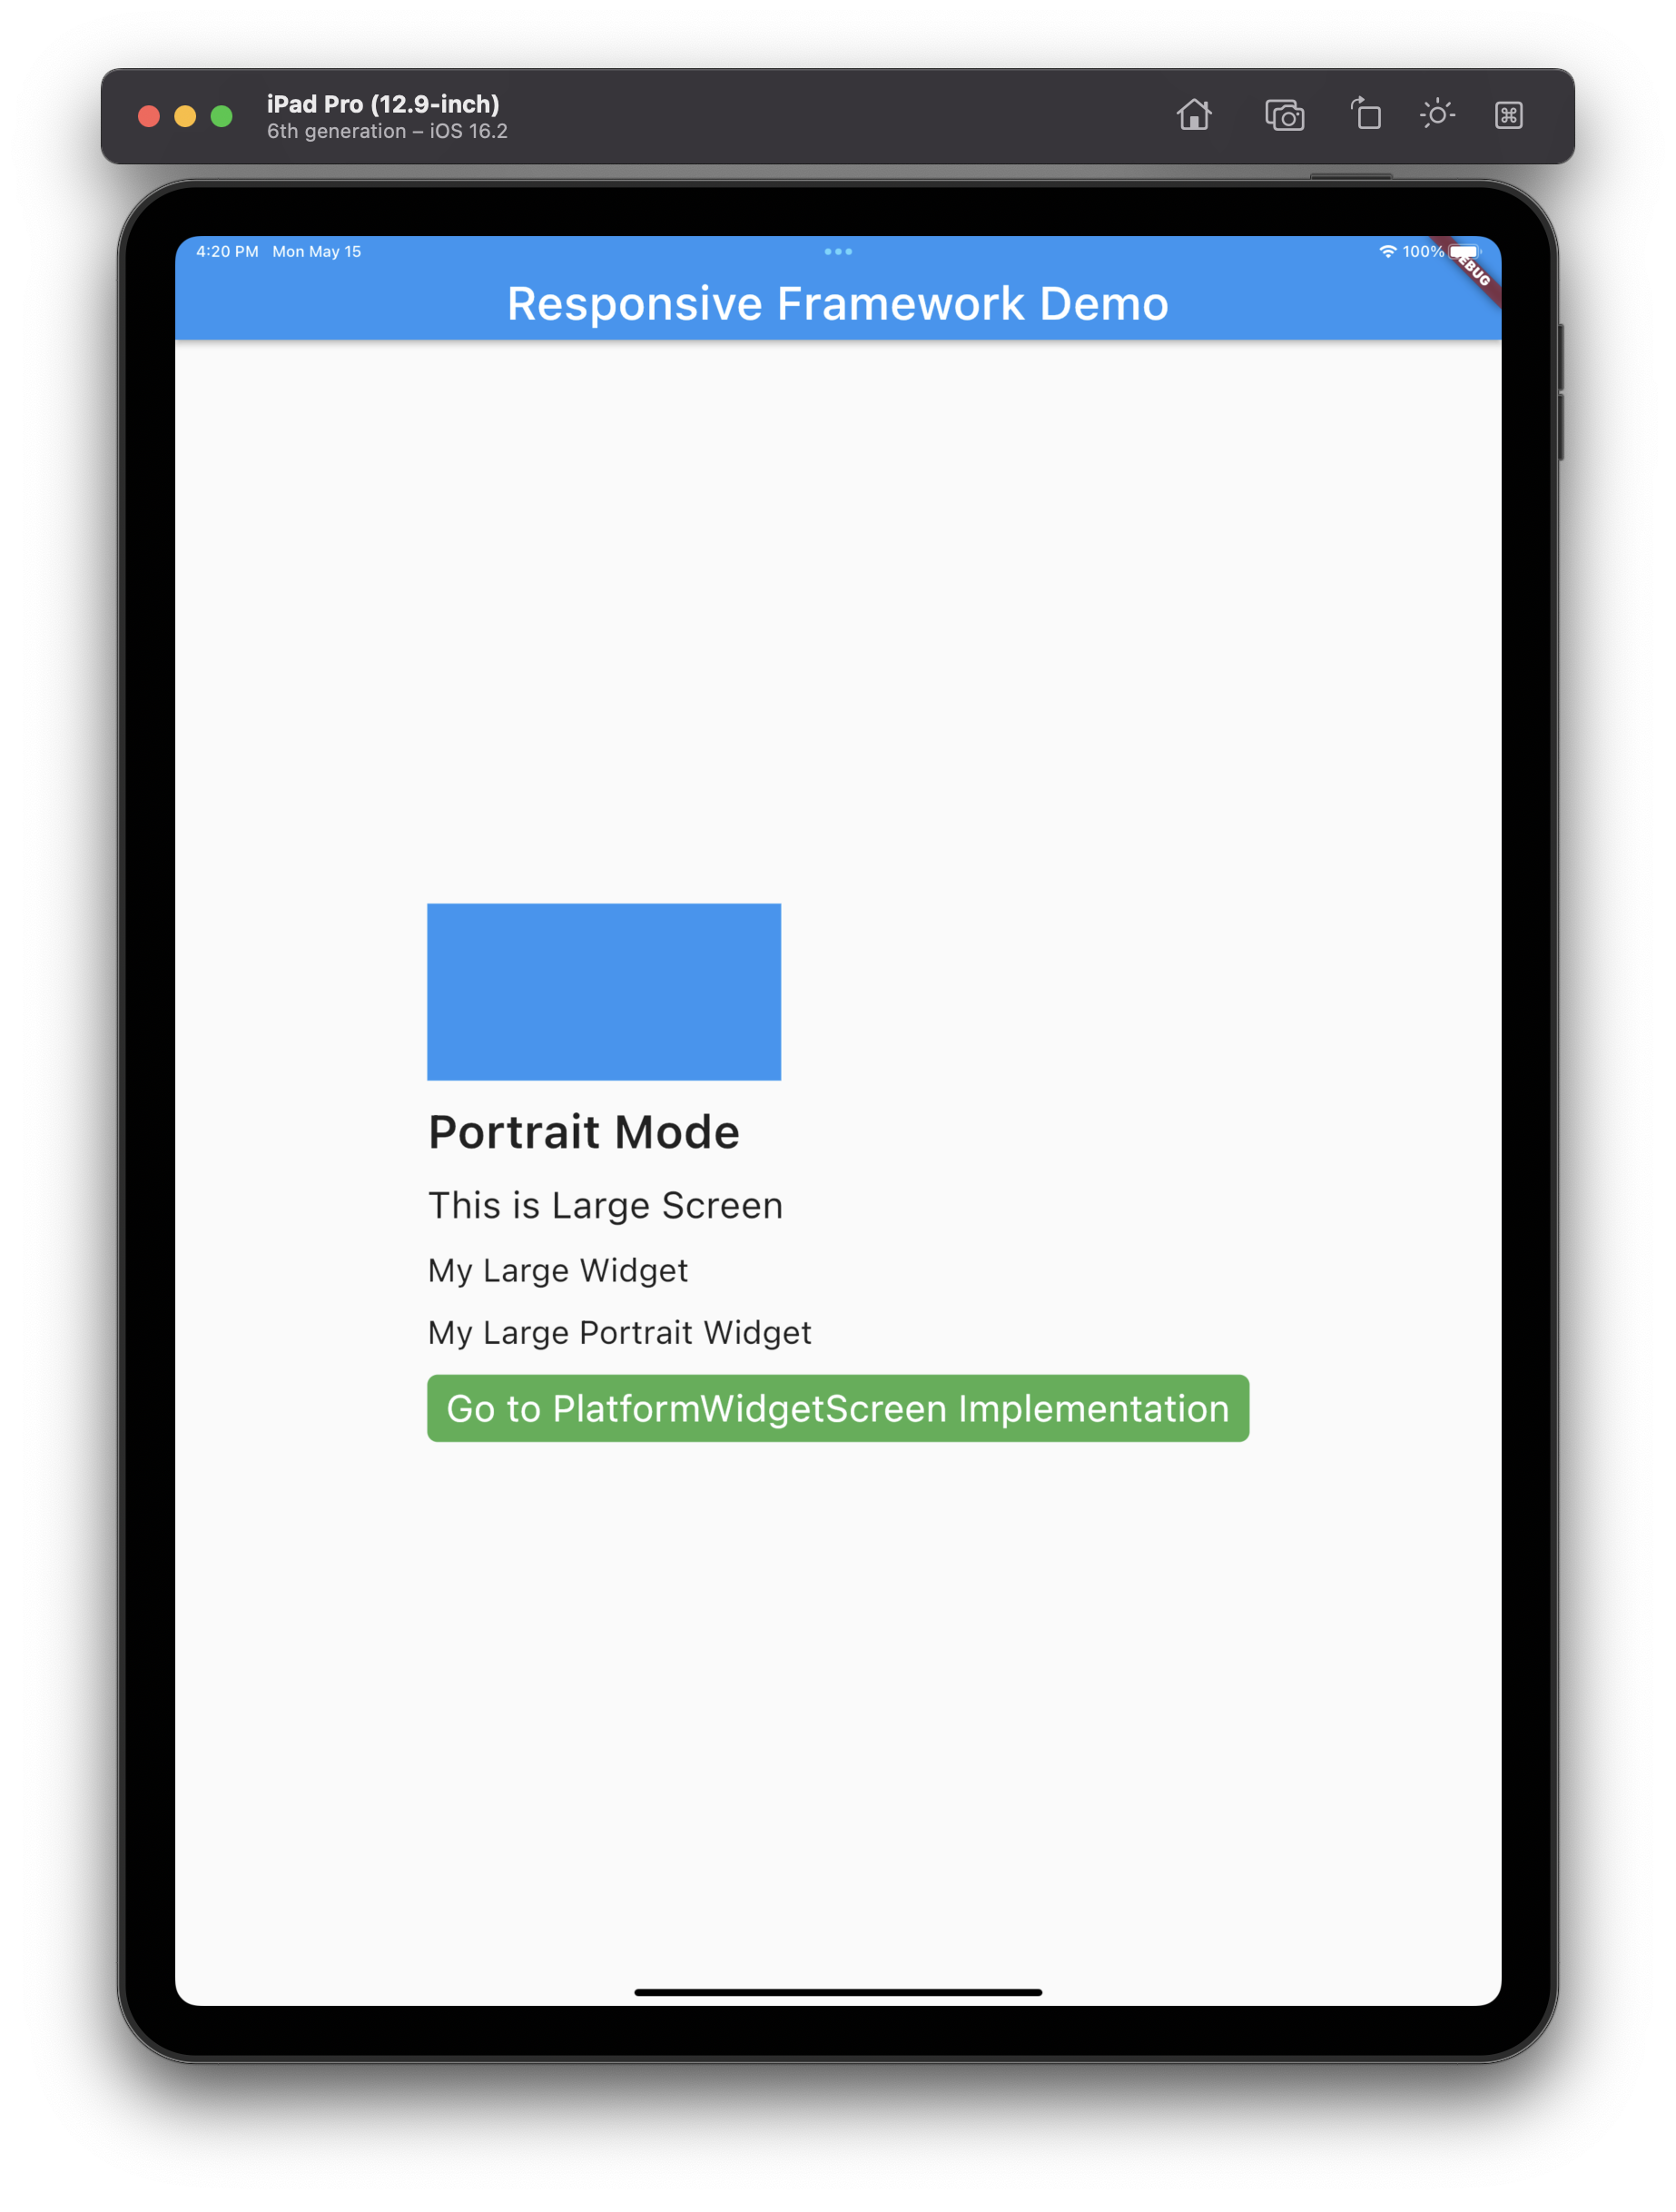 iPad Pro (12.9-inch)
6th generation – iOS 16.2
4:20 PM Mon May 15
100%
Responsive Framework Demo
Portrait Mode
This is Large Screen
My Large Widget
My Large Portrait Widget
Go to PlatformWidgetScreen Implementation